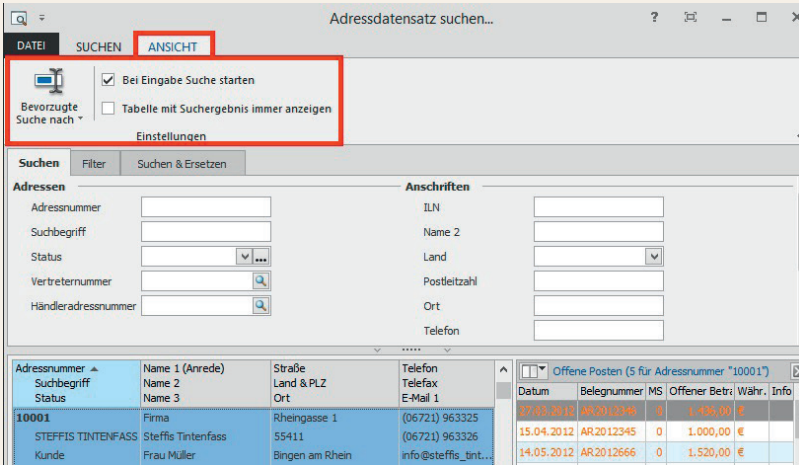 Adressdatensatz suchen...
DATEI SUCHEN ANSICHT
Bevorzugte
Suche nach
Bei Eingabe Suche starten
Tabelle mit Suchergebnis immer anzeigen
Einstellungen
Suchen Filter Suchen & Ersetzen
Adressen
Adressnummer
Suchbegriff
Status
Vertreternummer
Händleradressnummer
Anschriften
ILN
Name 2
Land
Postleitzahl
Ort
Telefon
Adressnummer Name 1 (Anrede) Straße Telefon
Suchbegriff Name 2 Land & PLZ Telefax
Status Name 3 Ort E-Mail 1
10001 Firma Rheingasse 1 (06721) 963325
STEFFIS TINTENFASS Steffis Tintenfass 55411 (06721) 963326
Kunde Frau Müller Bingen am Rhein info@steffis_tint...
Offene Posten (5 für Adressnummer "10001")
Datum Belegnummer MS Offener Betra Währ. Info
27.03.2012 AR2012346 0 1.436,00 €
15.04.2012 AR2012345 0 1.000,00 €
14.05.2012 AR2012666 0 1.520,00 €